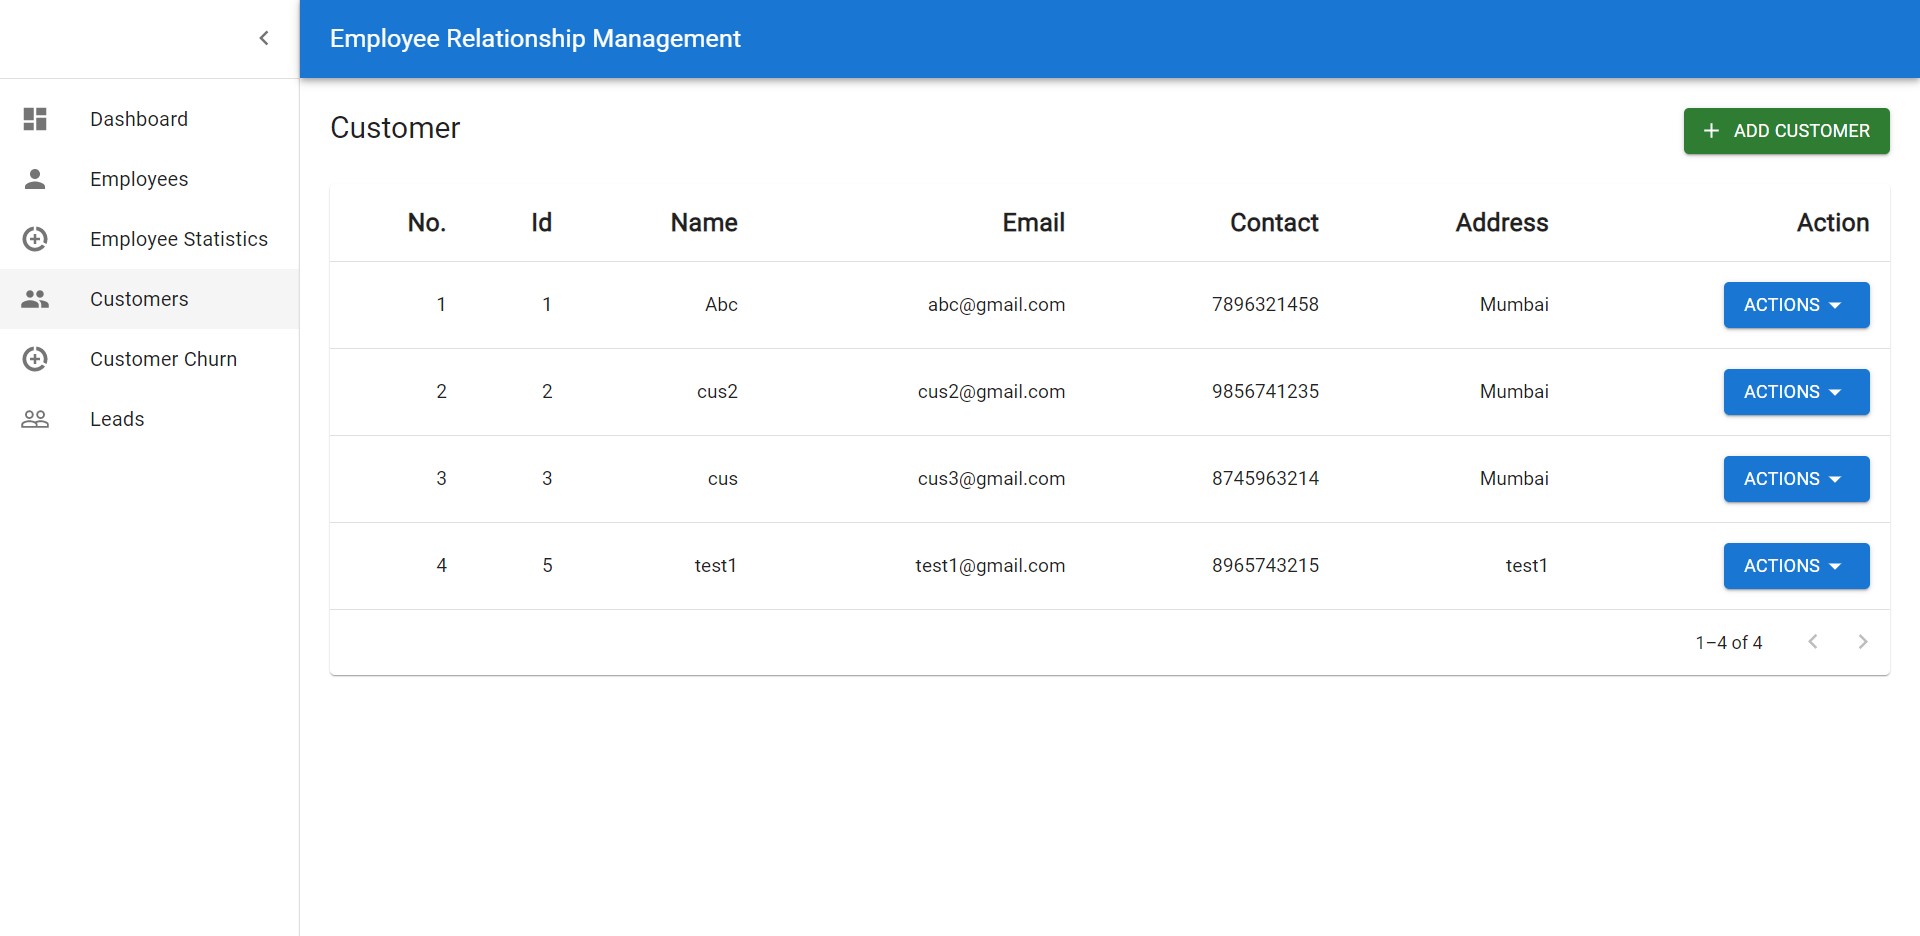 Employee Relationship Management
Dashboard
Employees
Employee Statistics
Customers
Customer Churn
Leads
Customer
ADD CUSTOMER
No. Id Name Email Contact Address Action
1 1 Abc abc@gmail.com 7896321458 Mumbai ACTIONS
2 2 cus2 cus2@gmail.com 9856741235 Mumbai ACTIONS
3 3 cus cus3@gmail.com 8745963214 Mumbai ACTIONS
4 5 test1 test1@gmail.com 8965743215 test1 ACTIONS
1–4 of 4